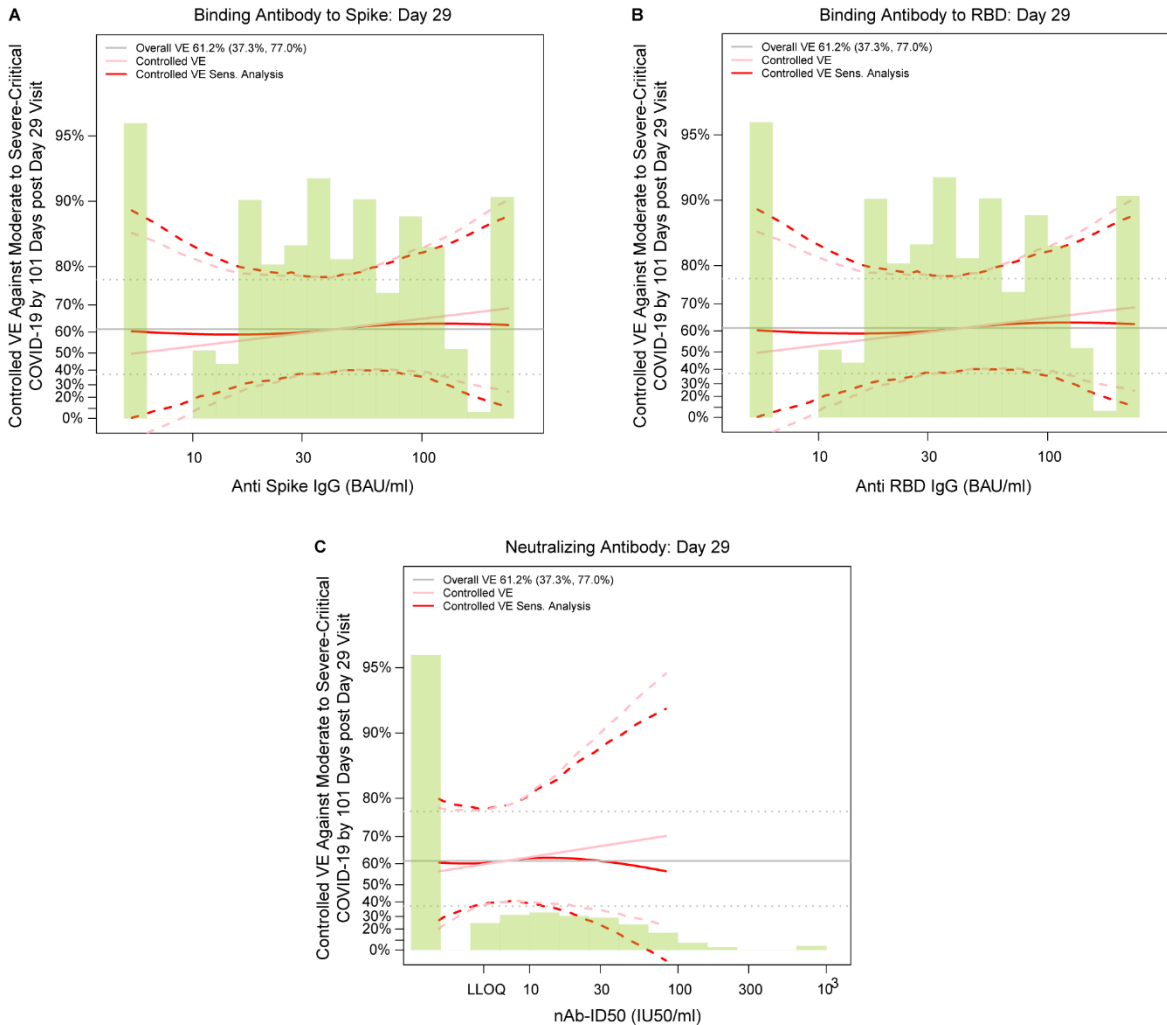 A
Binding Antibody to Spike: Day 29
Overall VE 61.2% (37.3%, 77.0%)
Controlled VE
Controlled VE Sens. Analysis
Controlled VE Against Moderate to Severe-Criitical
COVID-19 by 101 Days post Day 29 Visit
95%
90%
80%
70%
60%
50%
40%
30%
20%
0%
10
30
100
Anti Spike IgG (BAU/ml)
B
Binding Antibody to RBD: Day 29
Overall VE 61.2% (37.3%, 77.0%)
Controlled VE
Controlled VE Sens. Analysis
Controlled VE Against Moderate to Severe-Criitical
COVID-19 by 101 Days post Day 29 Visit
95%
90%
80%
70%
60%
50%
40%
30%
20%
0%
10
30
100
Anti RBD IgG (BAU/ml)
C
Neutralizing Antibody: Day 29
Overall VE 61.2% (37.3%, 77.0%)
Controlled VE
Controlled VE Sens. Analysis
Controlled VE Against Moderate to Severe-Criitical
COVID-19 by 101 Days post Day 29 Visit
95%
90%
80%
70%
60%
50%
40%
30%
20%
0%
LLOQ
10
30
100
300
10³
nAb-ID50 (IU50/ml)